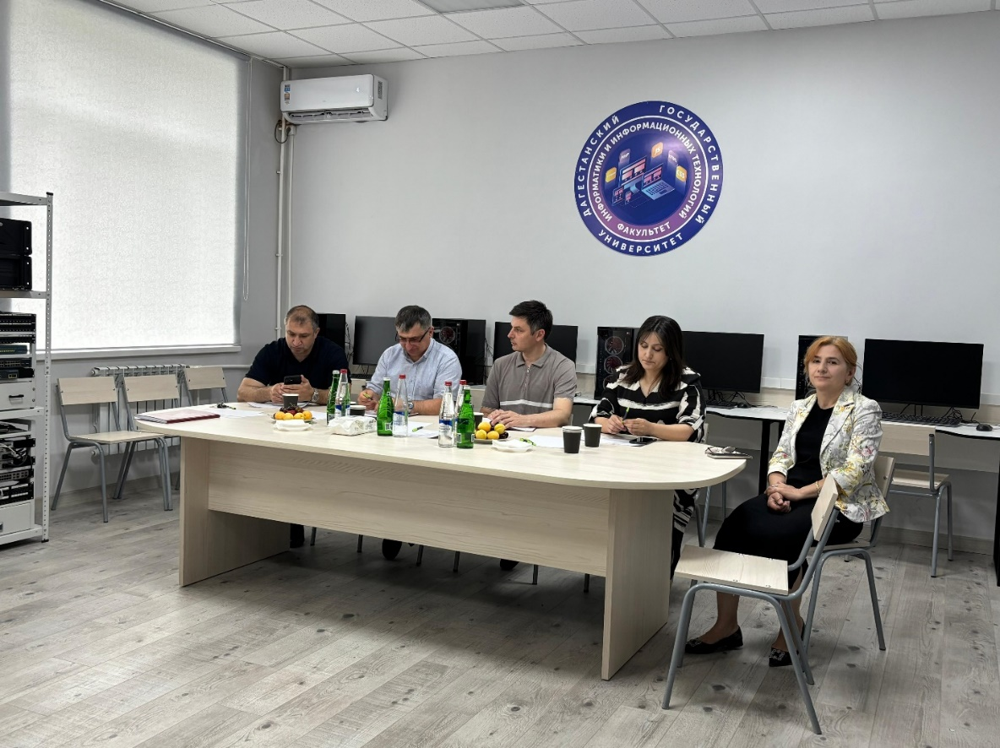 ДАГЕСТАНСКИЙ ГОСУДАРСТВЕННЫЙ УНИВЕРСИТЕТ
ФАКУЛЬТЕТ ИНФОРМАТИКИ И ИНФОРМАЦИОННЫХ ТЕХНОЛОГИЙ